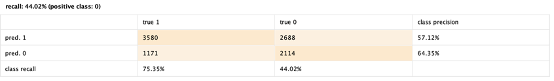 recall: 44.02% (positive class: 0)
true 1 true 0 class precision
pred. 1 3580 2688 57.12%
pred. 0 1171 2114 64.35%
class recall 75.35% 44.02%